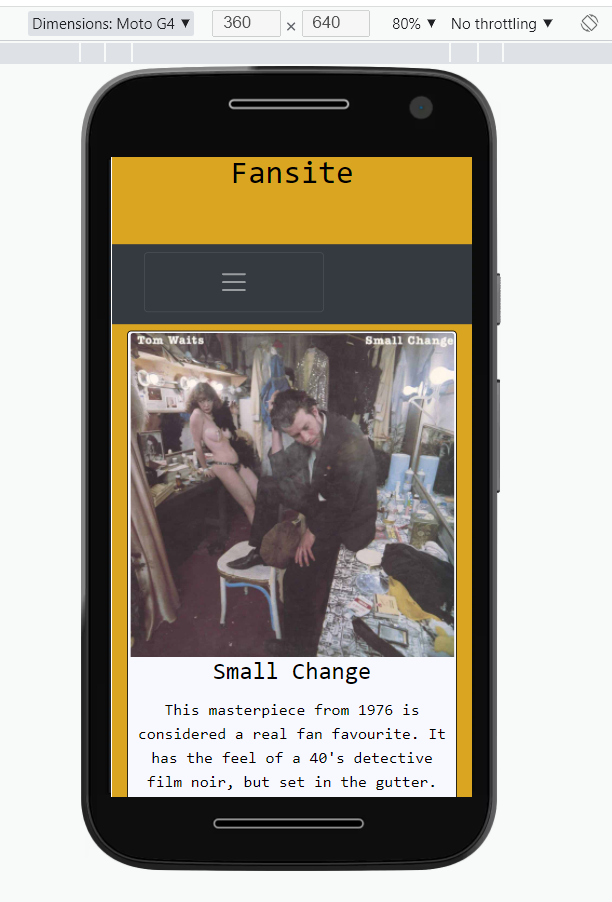 Dimensions: Moto G4 ▼ 360 × 640 80% ▼ No throttling ▼
Fansite
Tom Waits Small Change
Small Change
This masterpiece from 1976 is
considered a real fan favourite. It
has the feel of a 40's detective
film noir, but set in the gutter.